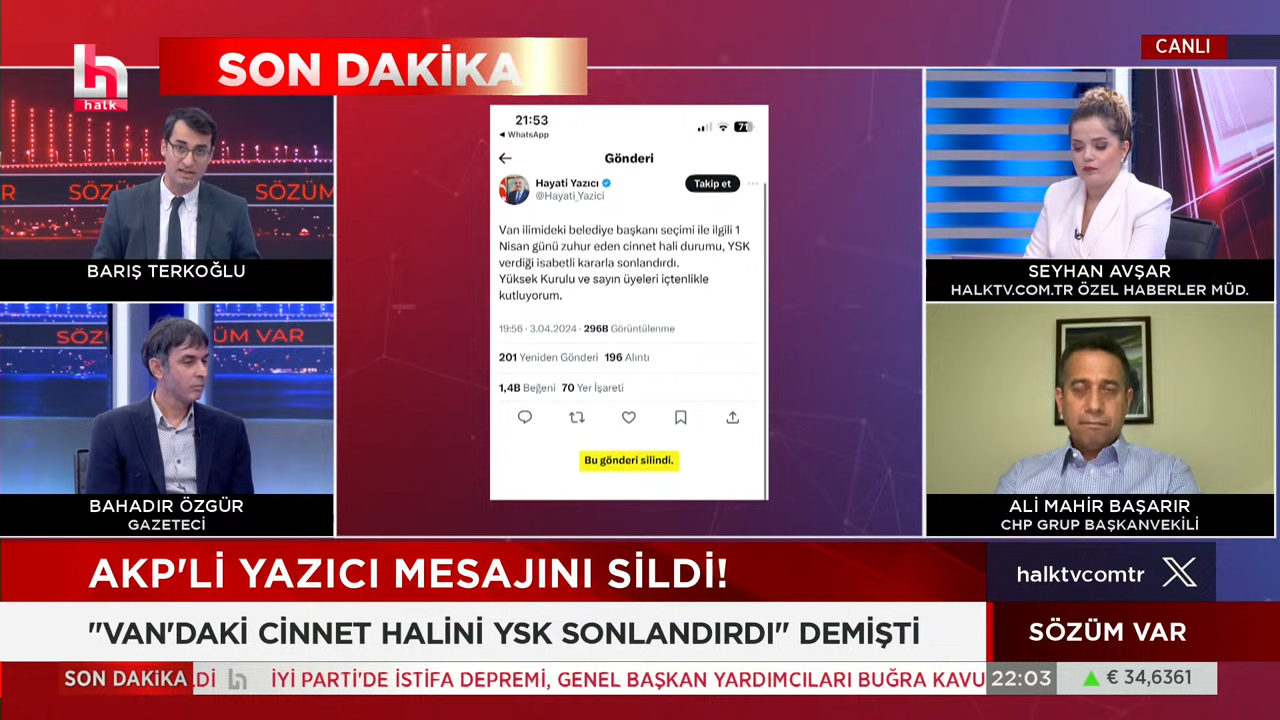 SON DAKİKA
CANLI
halk
SÖZÜM
SÖZÜM
BARIŞ TERKOĞLU
SÖZ
ÜM VAR
BAHADIR ÖZGÜR
GAZETECİ
21:53
WhatsApp
71
Gönderi
Hayati Yazıcı
@Hayati_Yazici
Takip et
Van ilimideki belediye başkanı seçimi ile ilgili 1
Nisan günü zuhur eden cinnet hali durumu, YSK
verdiği isabetli kararla sonlandırdı.
Yüksek Kurulu ve sayın üyeleri içtenlikle
kutluyorum.
19:56 · 3.04.2024 · 296B Görüntülenme
201 Yeniden Gönderi 196 Alıntı
1,4B Beğeni 70 Yer İşareti
Bu gönderi silindi.
SEYHAN AVŞAR
HALKTV.COM.TR ÖZEL HABERLER MÜD.
ALİ MAHİR BAŞARIR
CHP GRUP BAŞKANVEKİLİ
AKP'Lİ YAZICI MESAJINI SİLDİ!
halktvcomtr
"VAN'DAKİ CİNNET HALİNİ YSK SONLANDIRDI" DEMİŞTİ
SÖZÜM VAR
SON DAKİKA
.Dİ
İYİ PARTİ'DE İSTİFA DEPREMİ, GENEL BAŞKAN YARDIMCILARI BUĞRA KAVU
22:03
€ 34,6361